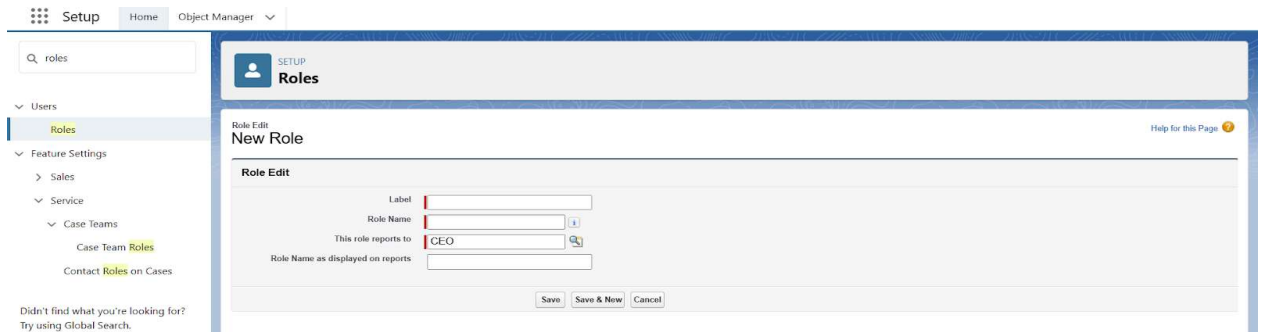 Setup Home Object Manager
roles
Users
Roles
Feature Settings
Sales
Service
Case Teams
Case Team Roles
Contact Roles on Cases
Didn't find what you're looking for?
Try using Global Search.
SETUP
Roles
Role Edit
New Role
Help for this Page ?
Role Edit
Label
Role Name i
This role reports to CEO
Role Name as displayed on reports
Save Save & New Cancel